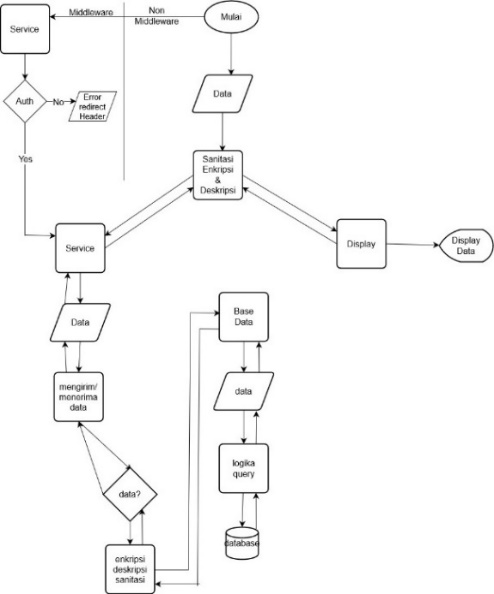 Middleware
Non
Middleware
Mulai
Service
Auth
No
Error
redirect
Header
Data
Yes
Sanitasi
Enkripsi
&
Deskripsi
Service
Display
Display
Data
Data
Base
Data
mengirim/
menerima
data
data
data?
logika
query
database
enkripsi
deskripsi
sanitasi